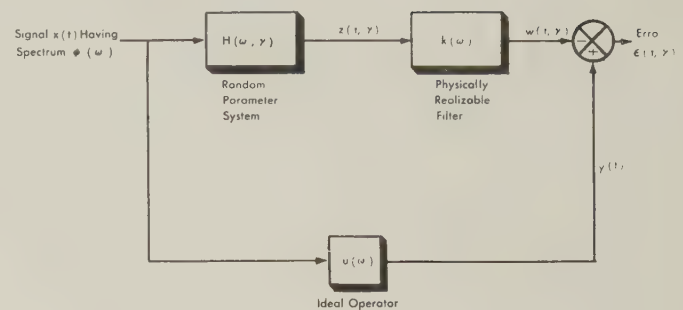 Signal x(t) Having
Spectrum ϕ (ω)
H(ω, γ)
z(t, γ)
k(ω)
w(t, γ)
-
+
Erro
ϵ(t, γ)
Random
Parameter
System
Physically
Realizable
Filter
y(t)
u(ω)
Ideal Operator